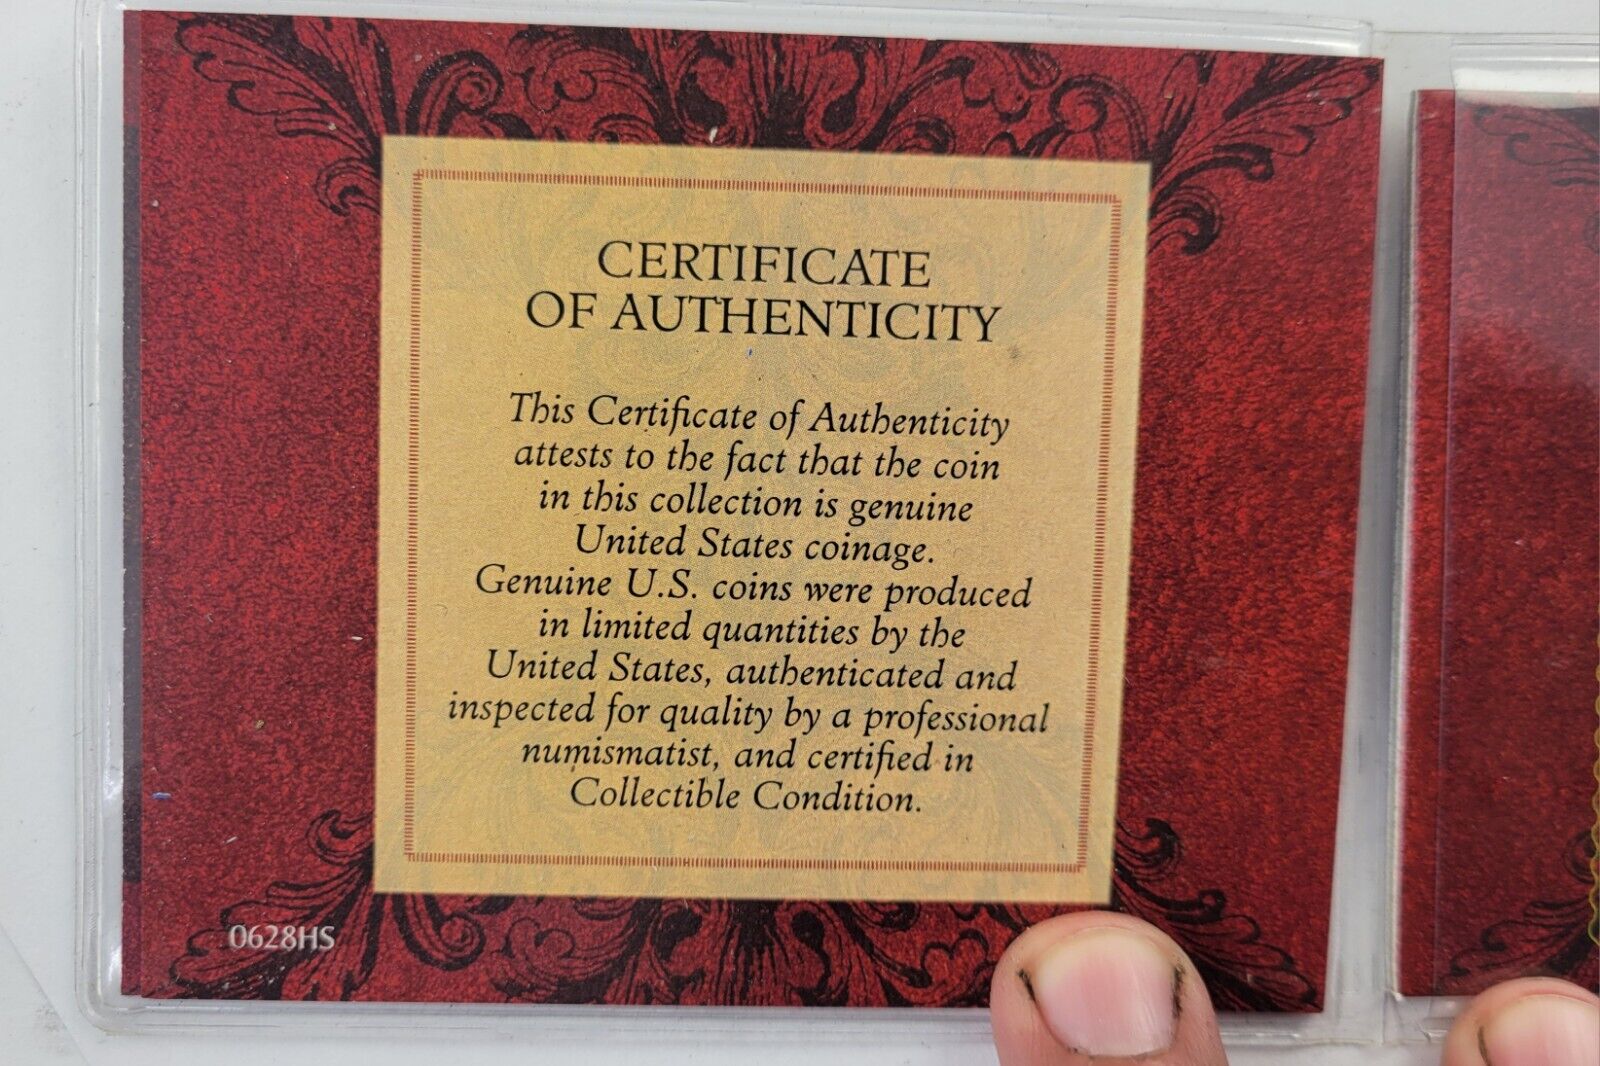 CERTIFICATE
OF AUTHENTICITY
This Certificate of Authenticity
attests to the fact that the coin
in this collection is genuine
United States coinage.
Genuine U.S. coins were produced
in limited quantities by the
United States, authenticated and
inspected for quality by a professional
numismatist, and certified in
Collectible Condition.
0628HS